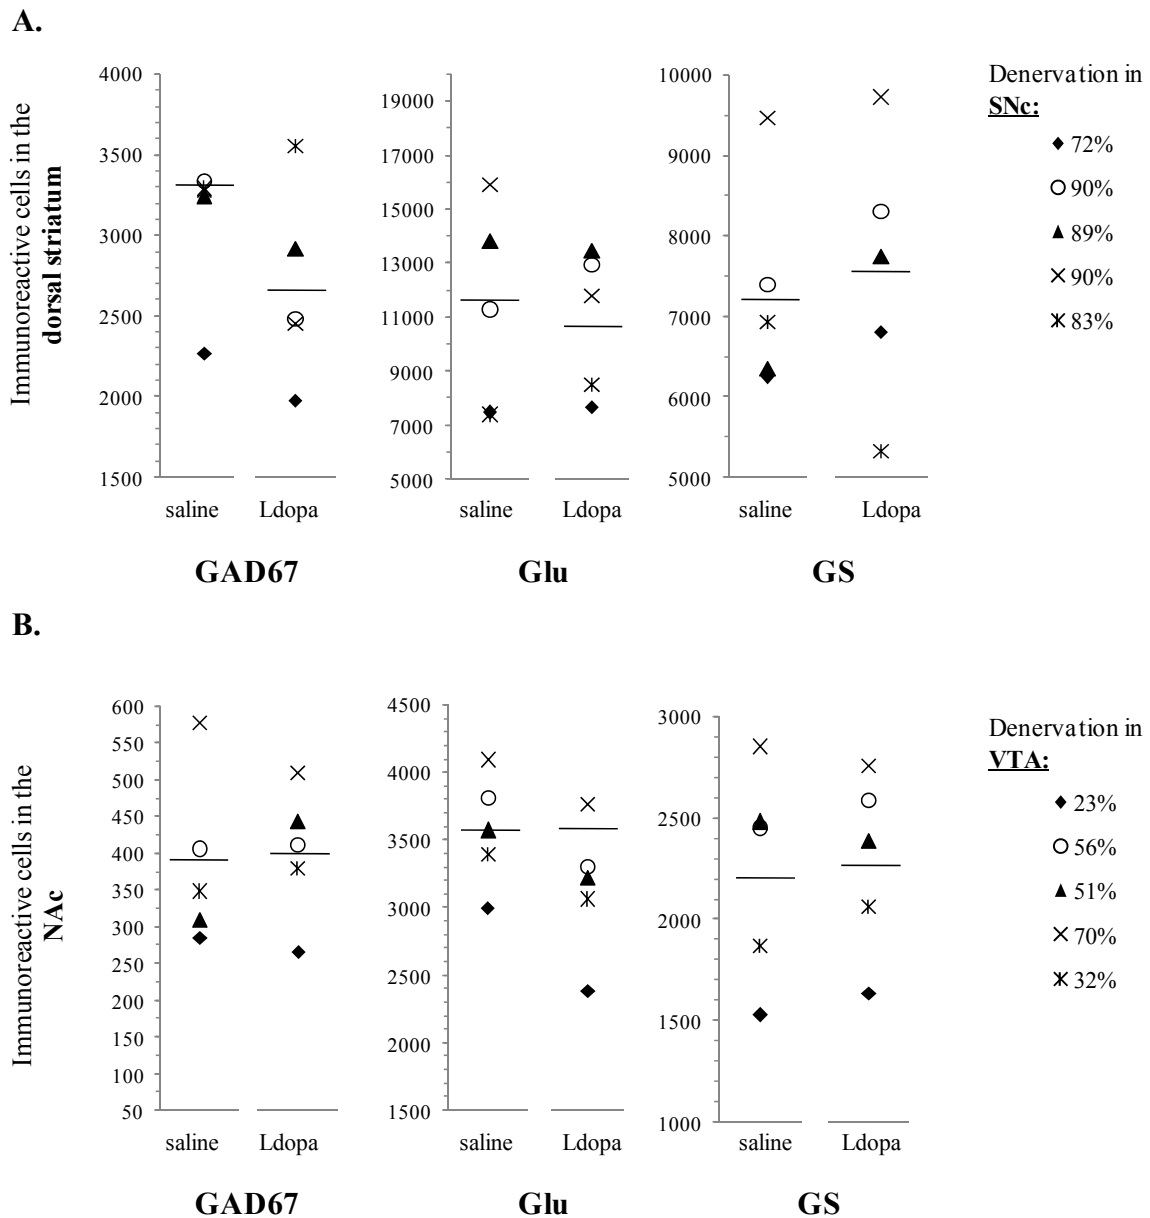 A.
Immunoreactive cells in the
dorsal striatum
4000
3500
3000
2500
2000
1500
saline
Ldopa
GAD67
19000
17000
15000
13000
11000
9000
7000
5000
saline
Ldopa
Glu
10000
9000
8000
7000
6000
5000
saline
Ldopa
GS
Denervation in
SNc:
72%
90%
89%
90%
83%
B.
Immunoreactive cells in the
NAc
600
550
500
450
400
350
300
250
200
150
100
50
saline
Ldopa
GAD67
4500
4000
3500
3000
2500
2000
1500
saline
Ldopa
Glu
3000
2500
2000
1500
1000
saline
Ldopa
GS
Denervation in
VTA:
23%
56%
51%
70%
32%